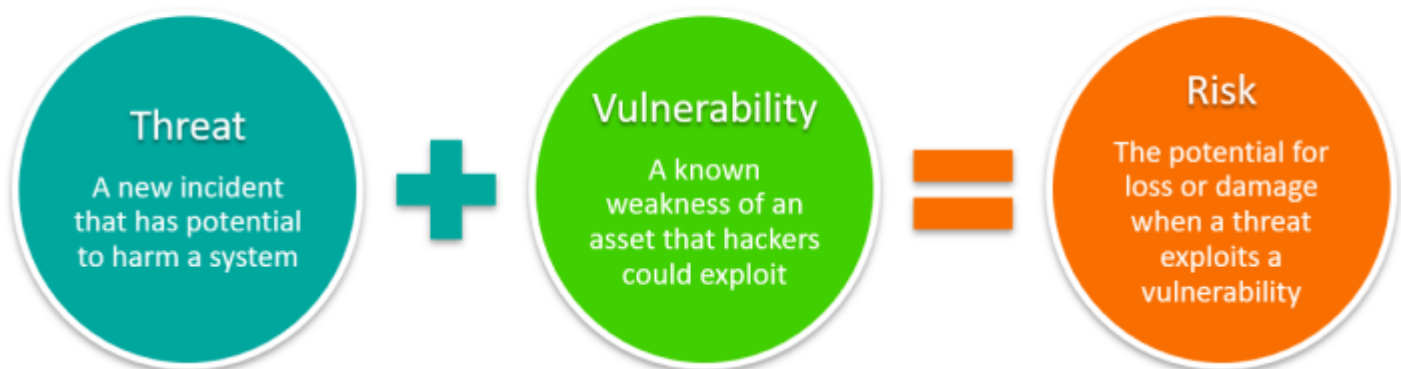 Threat
A new incident
that has potential
to harm a system
Vulnerability
A known
weakness of an
asset that hackers
could exploit
Risk
The potential for
loss or damage
when a threat
exploits a
vulnerability